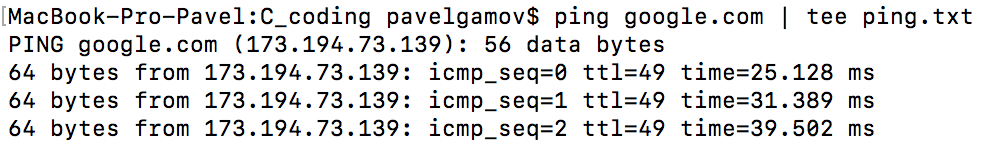 [MacBook-Pro-Pavel:C_coding pavelgamov$ ping google.com | tee ping.txt
PING google.com (173.194.73.139): 56 data bytes
64 bytes from 173.194.73.139: icmp_seq=0 ttl=49 time=25.128 ms
64 bytes from 173.194.73.139: icmp_seq=1 ttl=49 time=31.389 ms
64 bytes from 173.194.73.139: icmp_seq=2 ttl=49 time=39.502 ms